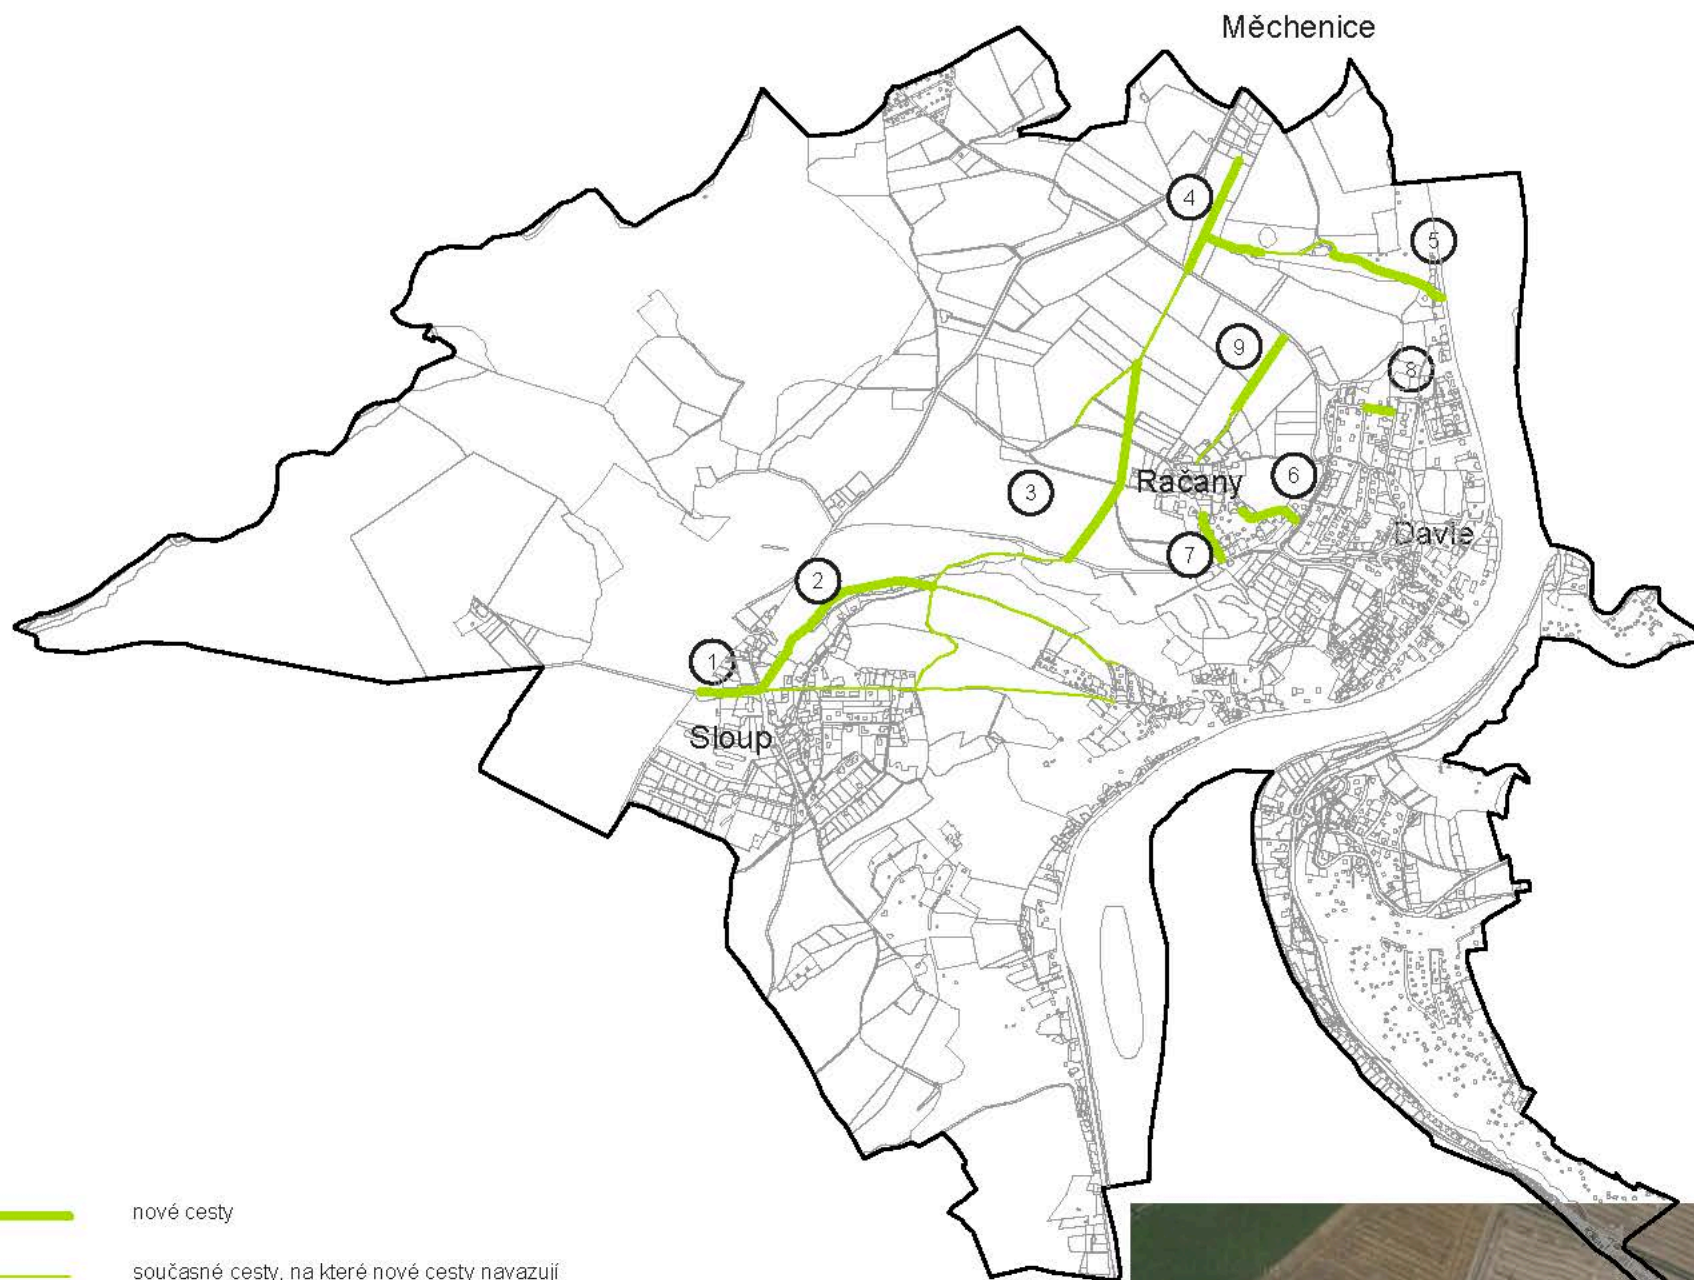 Měchenice
4
5
9
8
3
Račany
6
Davle
7
2
1
Sloup
nové cesty
současné cesty, na které nové cesty navazují